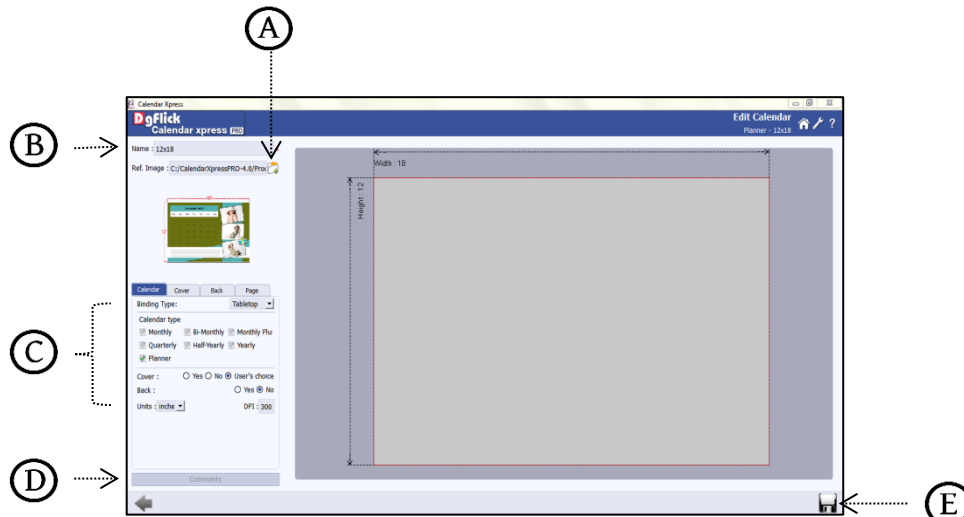 A
Calendar Xpress
DgFlick
Calendar xpress PRO
Edit Calendar
Planner - 12x18
?
B
Name : 12x18
Ref. Image : C:/CalendarXpressPRO-4.0/Pro
Width : 18
Height : 12
Calendar Cover Back Page
Binding Type: Tabletop
Calendar type
Monthly Bi-Monthly Monthly Plu
C
Quarterly Half-Yearly Yearly
Planner
Cover : Yes No User's choice
Back : Yes No
Units : inche DPI : 300
D
Comments
E